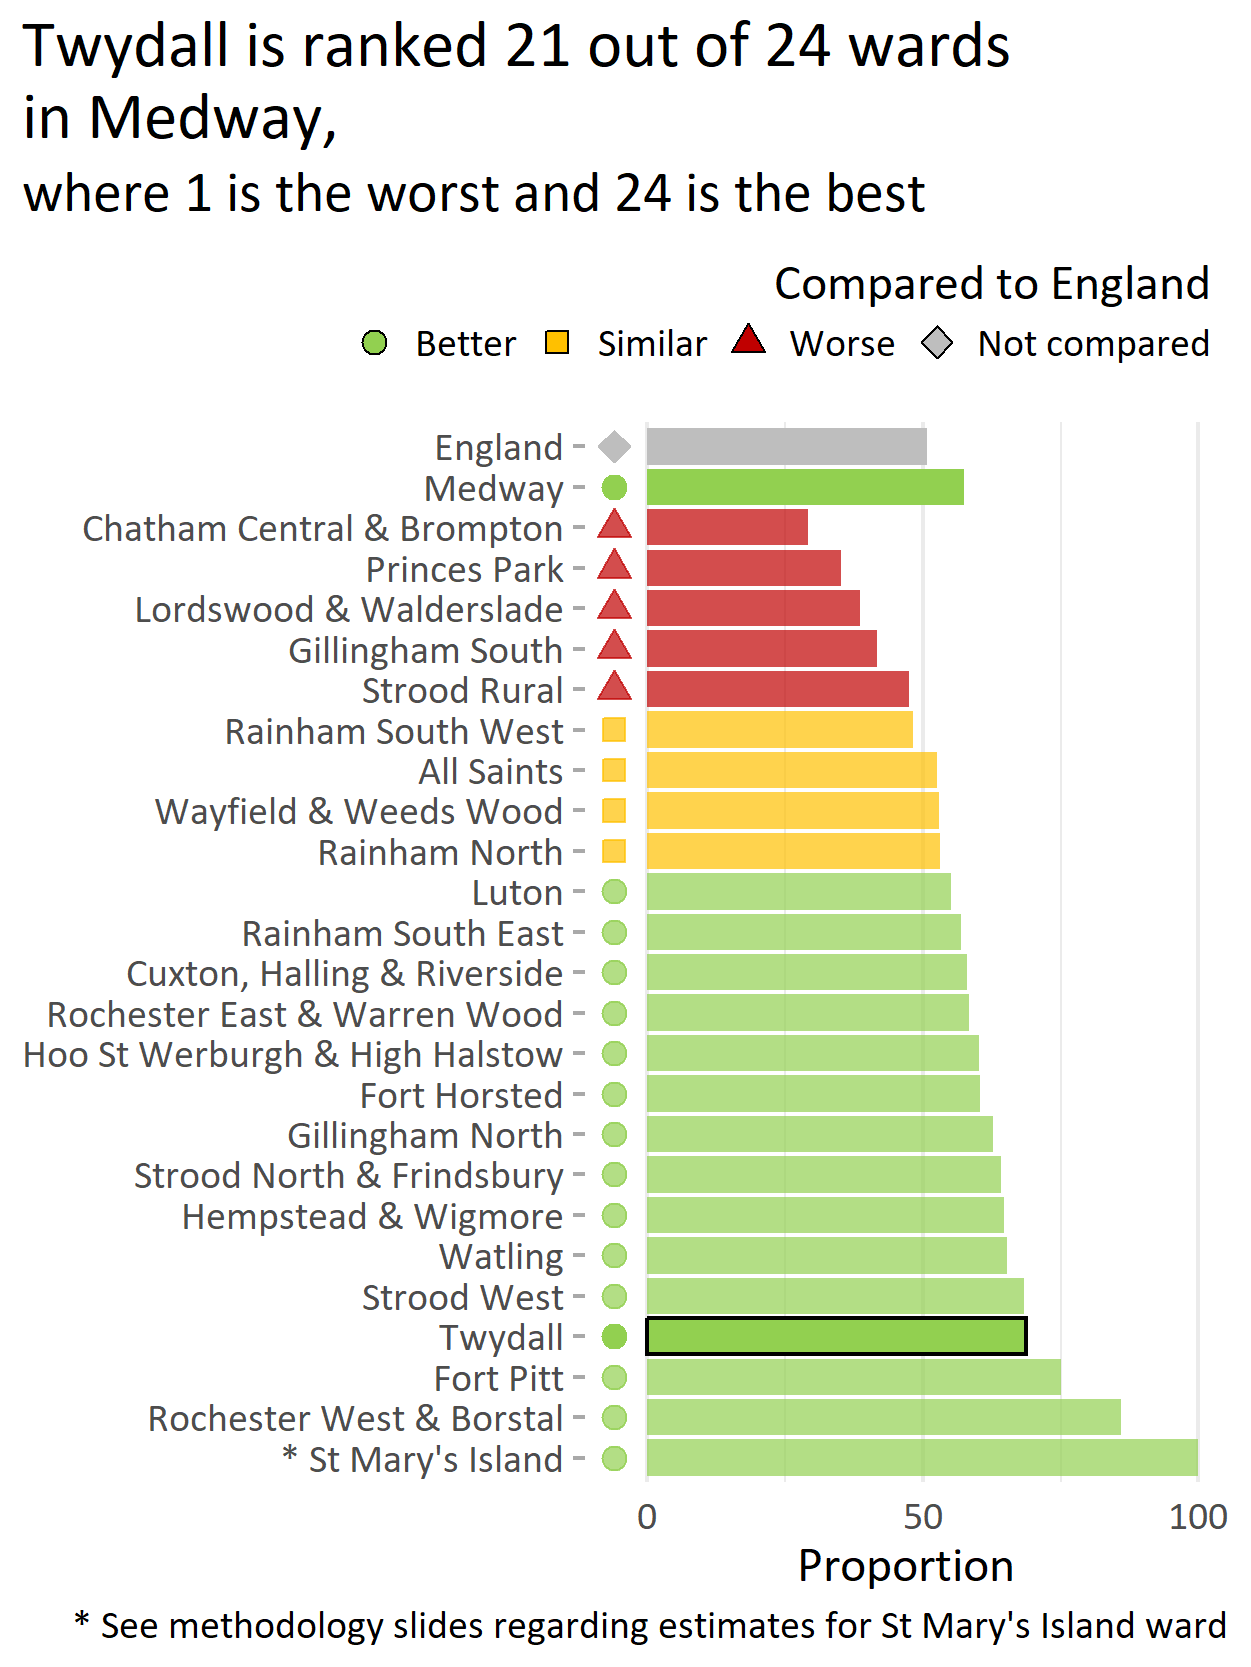 Twydall is ranked 21 out of 24 wards
in Medway,
where 1 is the worst and 24 is the best
Compared to England
Better Similar Worse Not compared
England
Medway
Chatham Central & Brompton
Princes Park
Lordswood & Walderslade
Gillingham South
Strood Rural
Rainham South West
All Saints
Wayfield & Weeds Wood
Rainham North
Luton
Rainham South East
Cuxton, Halling & Riverside
Rochester East & Warren Wood
Hoo St Werburgh & High Halstow
Fort Horsted
Gillingham North
Strood North & Frindsbury
Hempstead & Wigmore
Watling
Strood West
Twydall
Fort Pitt
Rochester West & Borstal
* St Mary's Island
0 50 100
Proportion
* See methodology slides regarding estimates for St Mary's Island ward